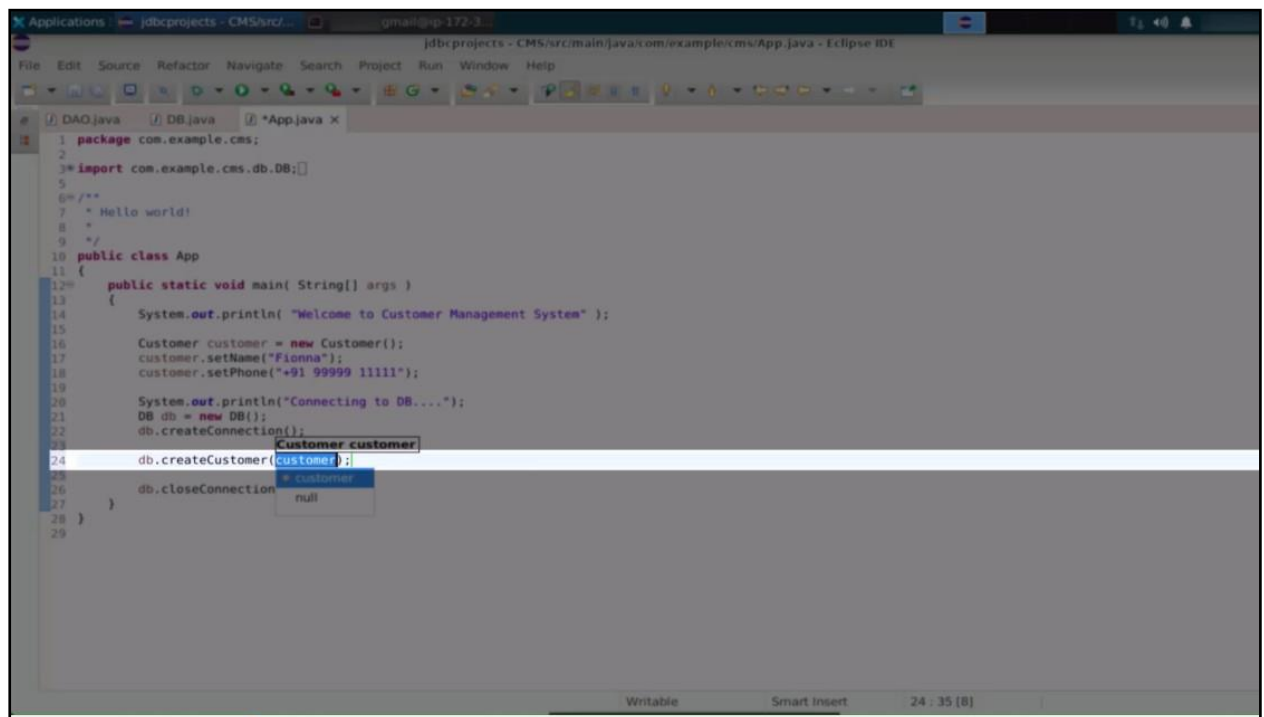 Applications : jdbcprojects - CMS/src/... gmail@ip-172-3...
jdbcprojects - CMS/src/main/java/com/example/cms/App.java - Eclipse IDE
File Edit Source Refactor Navigate Search Project Run Window Help
DAO.java DB.java *App.java ×
1 package com.example.cms;
2
3 import com.example.cms.db.DB;
5
6 /**
7 * Hello world!
8 *
9 */
10 public class App
11 {
12 public static void main( String[] args )
13 {
14 System.out.println( "Welcome to Customer Management System" );
15
16 Customer customer = new Customer();
17 customer.setName("Fionna");
18 customer.setPhone("+91 99999 11111");
19
20 System.out.println("Connecting to DB....");
21 DB db = new DB();
22 db.createConnection();
23 Customer customer
24 db.createCustomer(customer);
25 customer
26 db.closeConnection
null
27 }
28 }
29
Writable Smart Insert 24 : 35 [8]